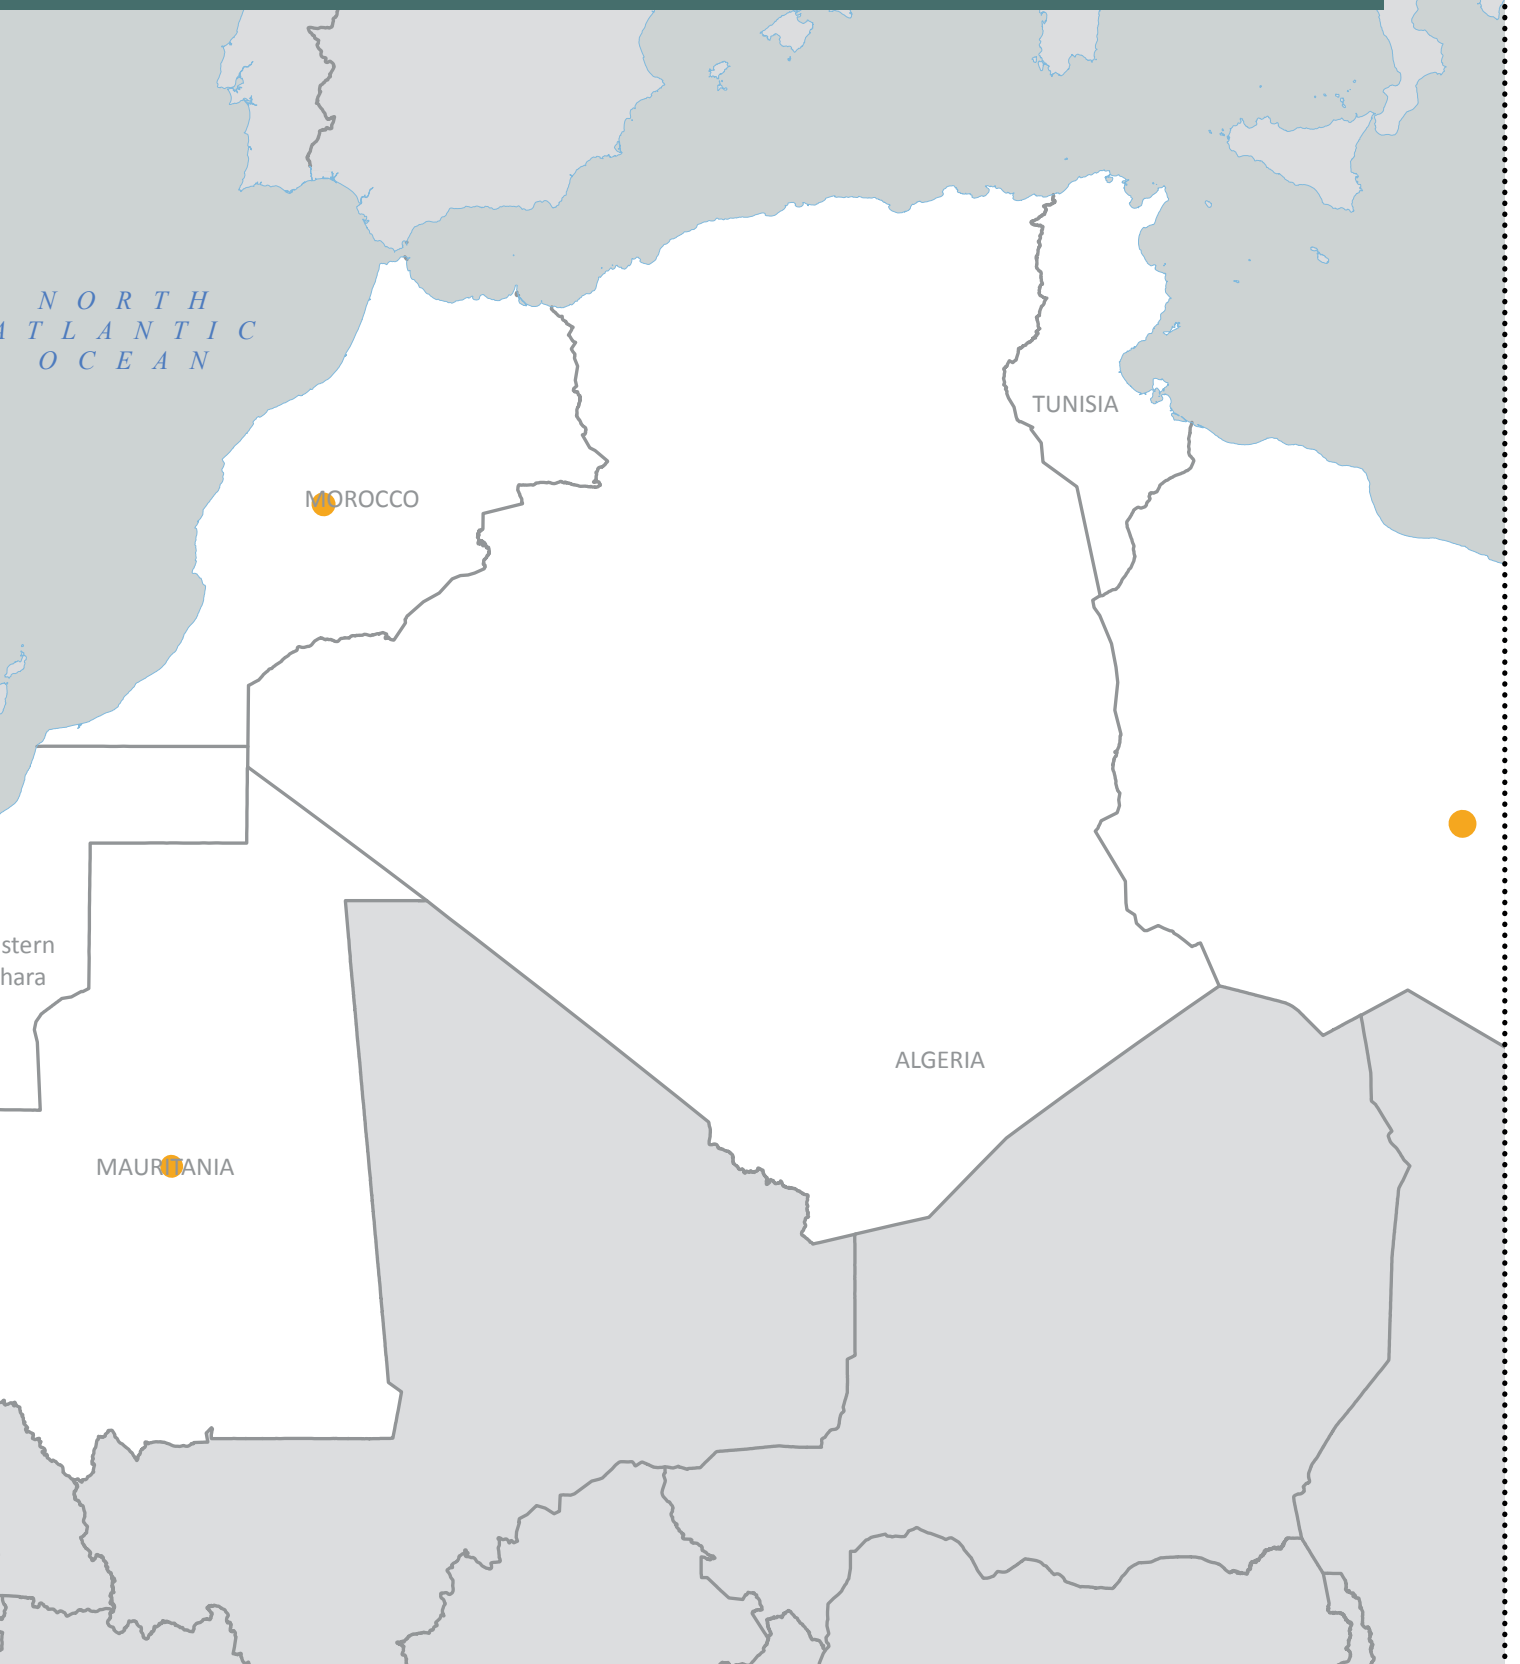 N O R T H
A T L A N T I C
O C E A N
TUNISIA
MOROCCO
stern
hara
ALGERIA
MAURITANIA